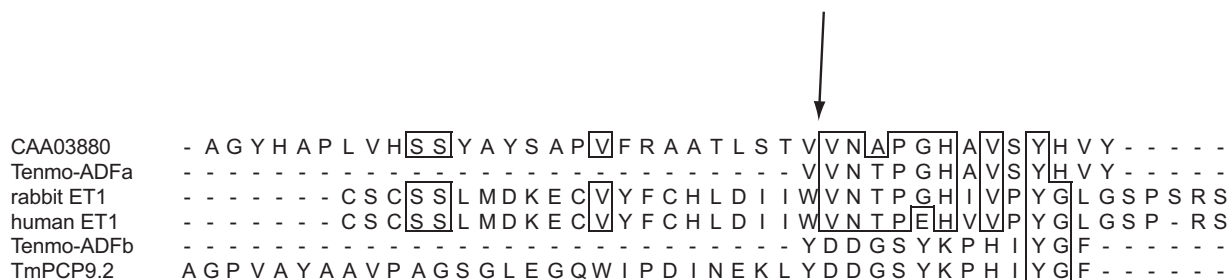 CAA03880 - A G Y H A P L V H S S Y A Y S A P V F R A A T L S T V V N A P G H A V S Y H V Y - - - - -
Tenmo-ADFa - - - - - - - - - - - - - - - - - - - - - - - - - - - V V N T P G H A V S Y H V Y - - - - -
rabbit ET1 - - - - - - - C S C S S L M D K E C V Y F C H L D I I W V N T P G H I V P Y G L G S P S R S
human ET1 - - - - - - - C S C S S L M D K E C V Y F C H L D I I W V N T P E H V V P Y G L G S P - R S
Tenmo-ADFb - - - - - - - - - - - - - - - - - - - - - - - - - - - Y D D G S Y K P H I Y G F - - - - - -
TmPCP9.2 A G P V A Y A A V P A G S G L E G Q W I P D I N E K L Y D D G S Y K P H I Y G F - - - - - -